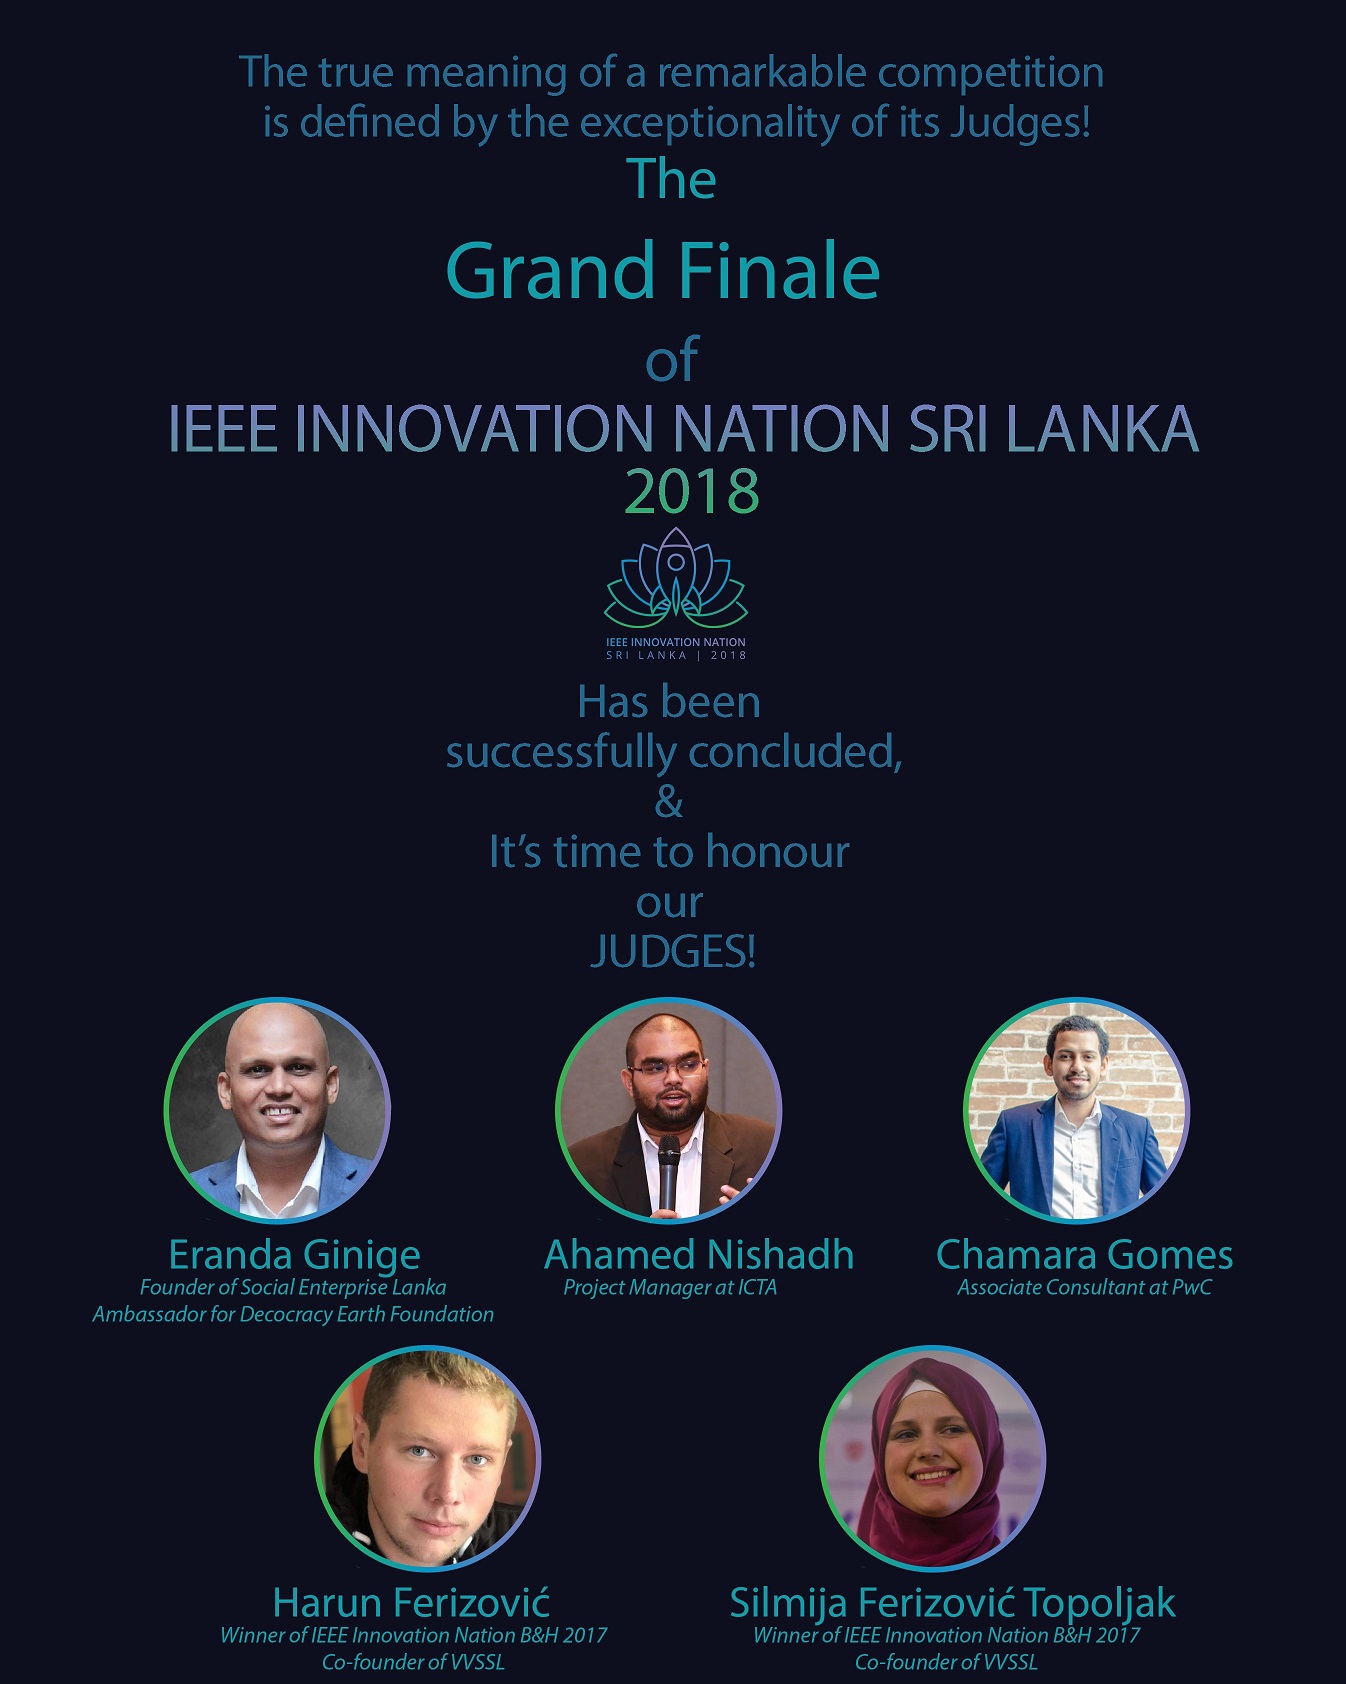 The true meaning of a remarkable competition
is defined by the exceptionality of its Judges!
The
Grand Finale
of
IEEE INNOVATION NATION SRI LANKA
2018
IEEE INNOVATION NATION
SRI LANKA | 2018
Has been
successfully concluded,
&
It's time to honour
our
JUDGES!
Eranda Ginige
Founder of Social Enterprise Lanka
Ambassador for Decocracy Earth Foundation
Ahamed Nishadh
Project Manager at ICTA
Chamara Gomes
Associate Consultant at PwC
Harun Ferizović
Winner of IEEE Innovation Nation B&H 2017
Co-founder of VVSSL
Silmija Ferizović Topoljak
Winner of IEEE Innovation Nation B&H 2017
Co-founder of VVSSL